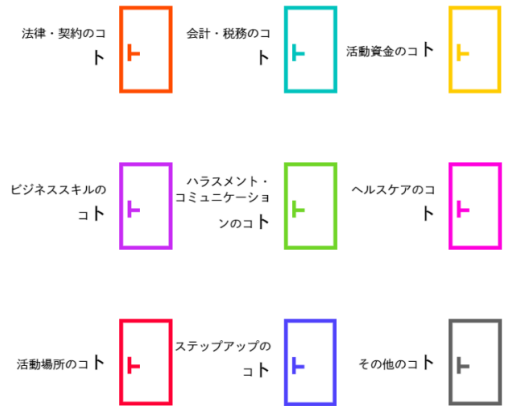 法律・契約のコ
ト
会計・税務のコ
ト
活動資金のコト
ビジネススキルの
コト
ハラスメント・
コミュニケーショ
ンのコト
ヘルスケアのコ
ト
活動場所のコト
ステップアップの
コト
その他のコト